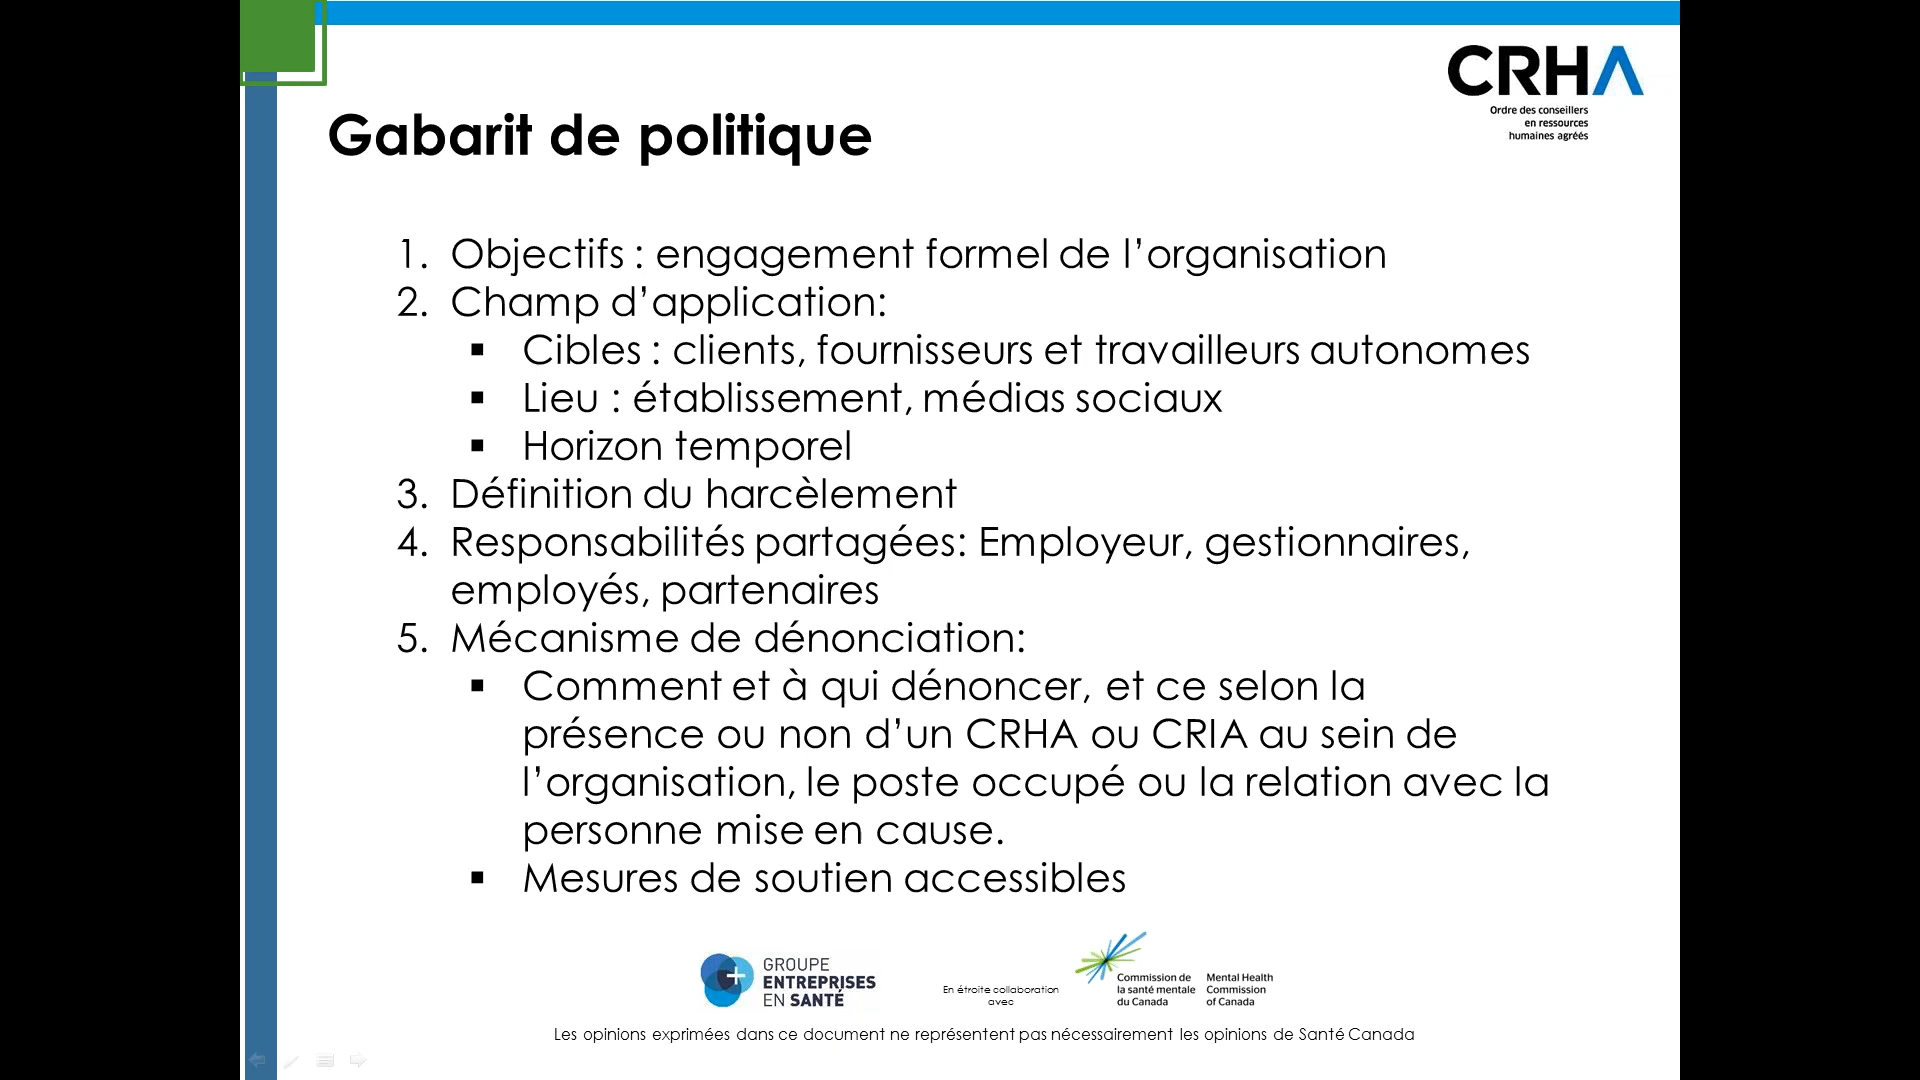 CRHA
Ordre des conseillers
en ressources
humaines agréés
Gabarit de politique
1. Objectifs : engagement formel de l’organisation
2. Champ d’application:
▪ Cibles : clients, fournisseurs et travailleurs autonomes
▪ Lieu : établissement, médias sociaux
▪ Horizon temporel
3. Définition du harcèlement
4. Responsabilités partagées: Employeur, gestionnaires,
employés, partenaires
5. Mécanisme de dénonciation:
▪ Comment et à qui dénoncer, et ce selon la
présence ou non d’un CRHA ou CRIA au sein de
l’organisation, le poste occupé ou la relation avec la
personne mise en cause.
▪ Mesures de soutien accessibles
GROUPE
ENTREPRISES
EN SANTÉ
En étroite collaboration
avec
Commission de
la santé mentale
du Canada
Mental Health
Commission
of Canada
Les opinions exprimées dans ce document ne représentent pas nécessairement les opinions de Santé Canada